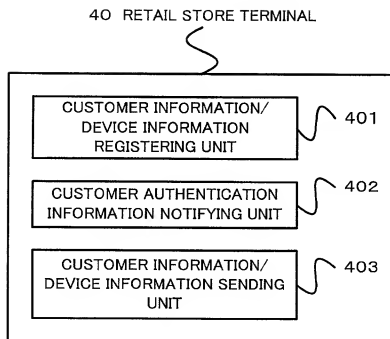 40 RETAIL STORE TERMINAL
CUSTOMER INFORMATION/
DEVICE INFORMATION
REGISTERING UNIT
401
CUSTOMER AUTHENTICATION
INFORMATION NOTIFYING UNIT
402
CUSTOMER INFORMATION/
DEVICE INFORMATION SENDING
UNIT
403